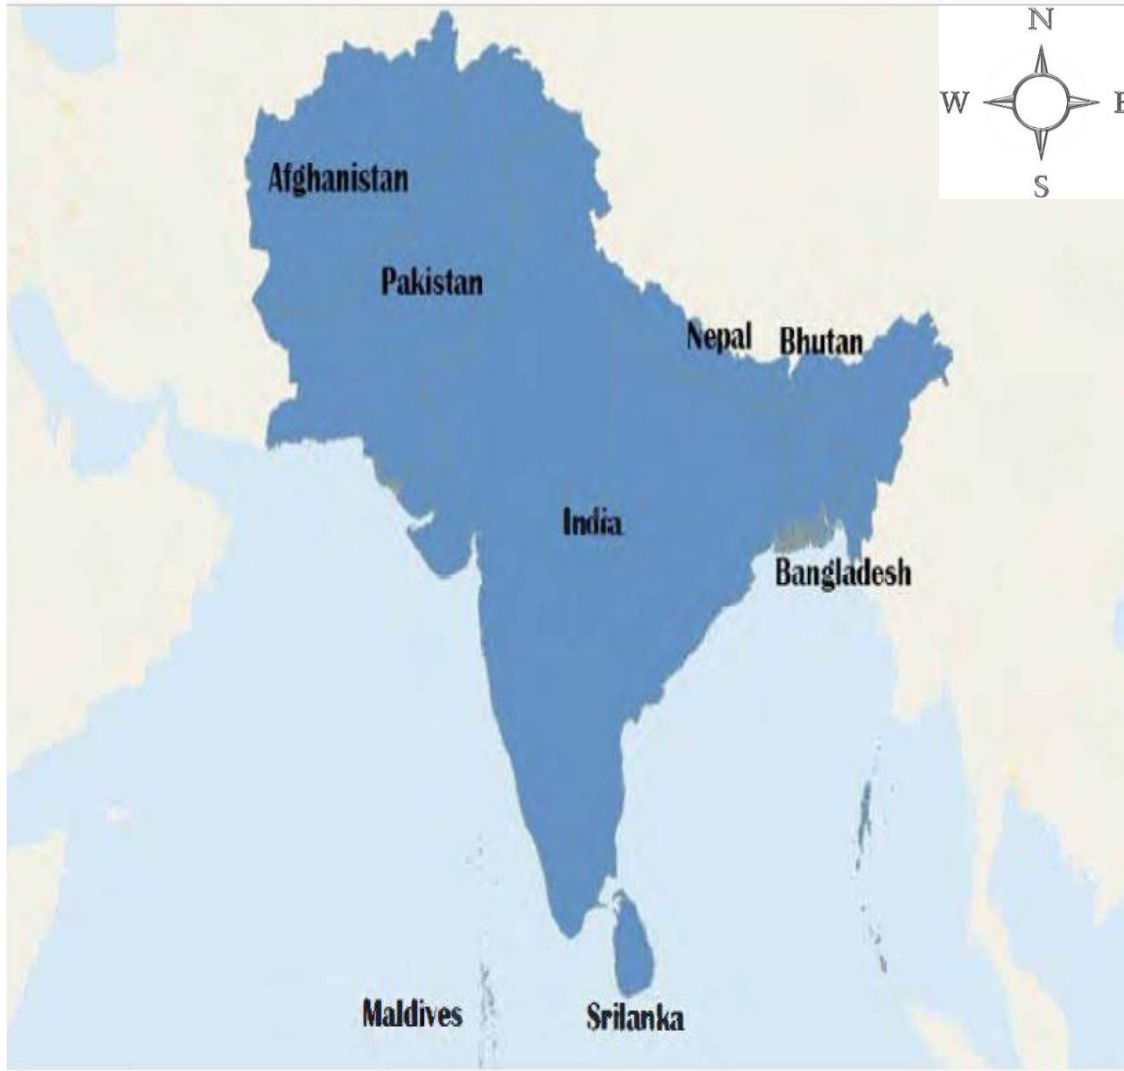 N
W E
S
Afghanistan
Pakistan
Nepal Bhutan
India
Bangladesh
Maldives
Srilanka